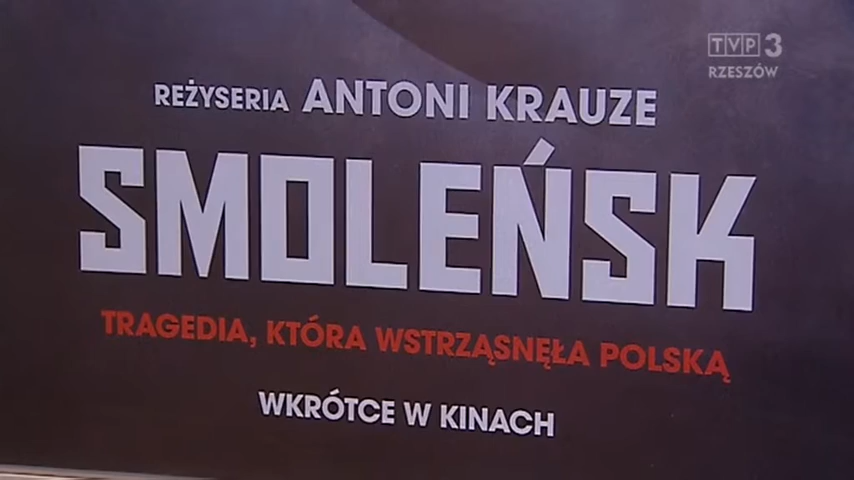 TVP3
RZESZÓW
REŻYSERIA ANTONI KRAUZE
SMOLEŃSK
TRAGEDIA, KTÓRA WSTRZĄSNĘŁA POLSKĄ
WKRÓTCE W KINACH